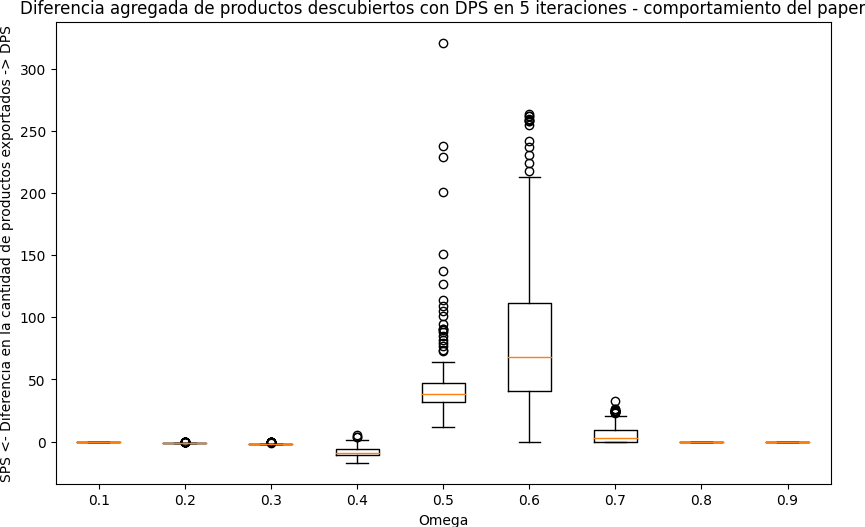 Diferencia agregada de productos descubiertos con DPS en 5 iteraciones - comportamiento del paper
SPS <- Diferencia en la cantidad de productos exportados -> DPS
300
250
200
150
100
50
0
0.1 0.2 0.3 0.4 0.5 0.6 0.7 0.8 0.9
Omega